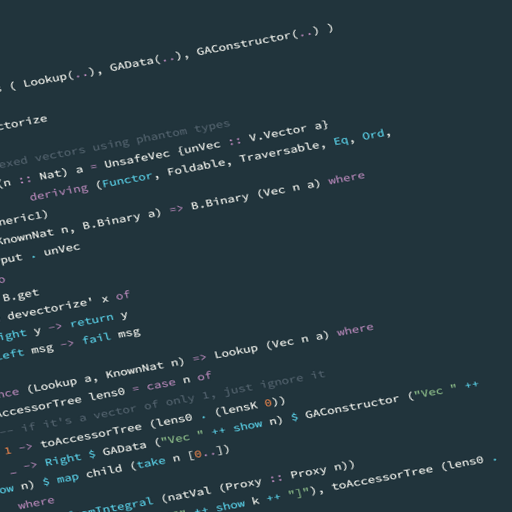 ( Lookup(..), GAData(..), GAConstructor(..) )
ctorize
exed vectors using phantom types
(n :: Nat) a = UnsafeVec {unVec :: V.Vector a}
deriving (Functor, Foldable, Traversable, Eq, Ord,
neric1)
KnownNat n, B.Binary a) => B.Binary (Vec n a) where
put . unVec
o
B.get
devectorize' x of
ight y -> return y
Left msg -> fail msg
nce (Lookup a, KnownNat n) => Lookup (Vec n a) where
AccessorTree lens0 = case n of
-- if it's a vector of only 1, just ignore it
1 -> toAccessorTree (lens0 . (lensK 0))
_ -> Right $ GAData ("Vec " ++ show n) $ GAConstructor ("Vec " ++
ow n) $ map child (take n [0..])
where
omIntegral (natVal (Proxy :: Proxy n))
" ++ show k ++ "]"), toAccessorTree (lens0 .